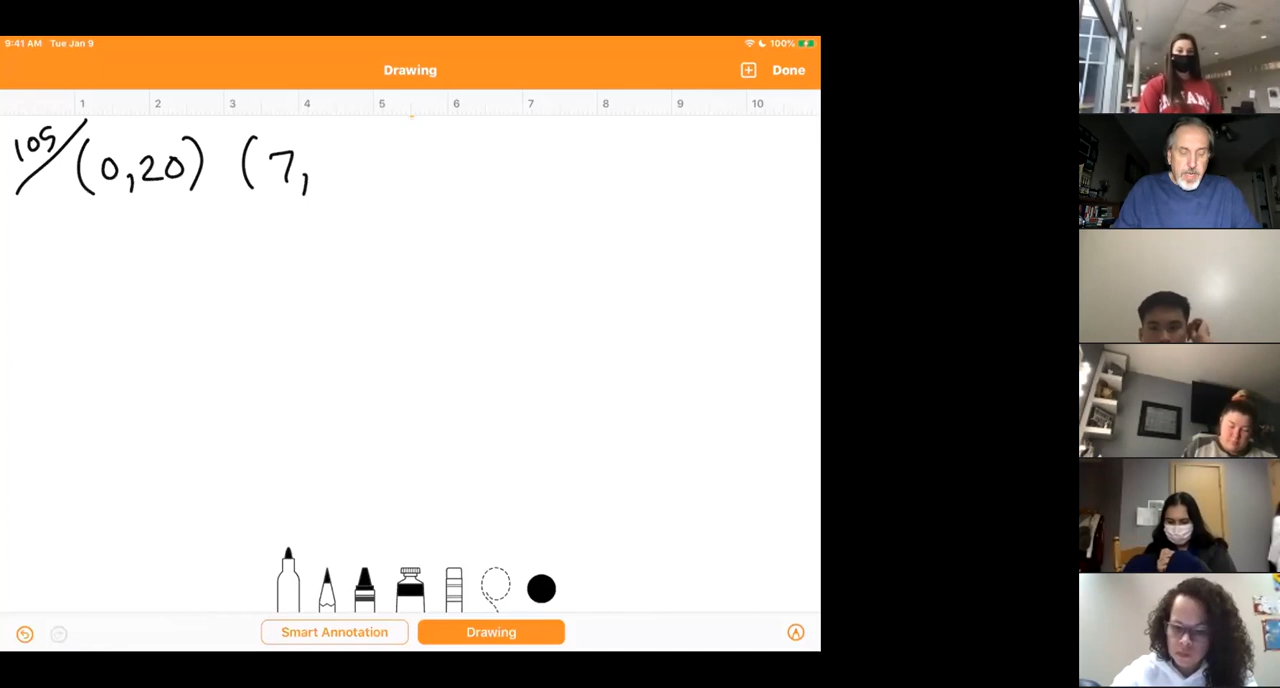 9:41 AM Tue Jan 9 100%
Drawing Done
1 2 3 4 5 6 7 8 9 10
105/ (0,20) (7,
Smart Annotation Drawing